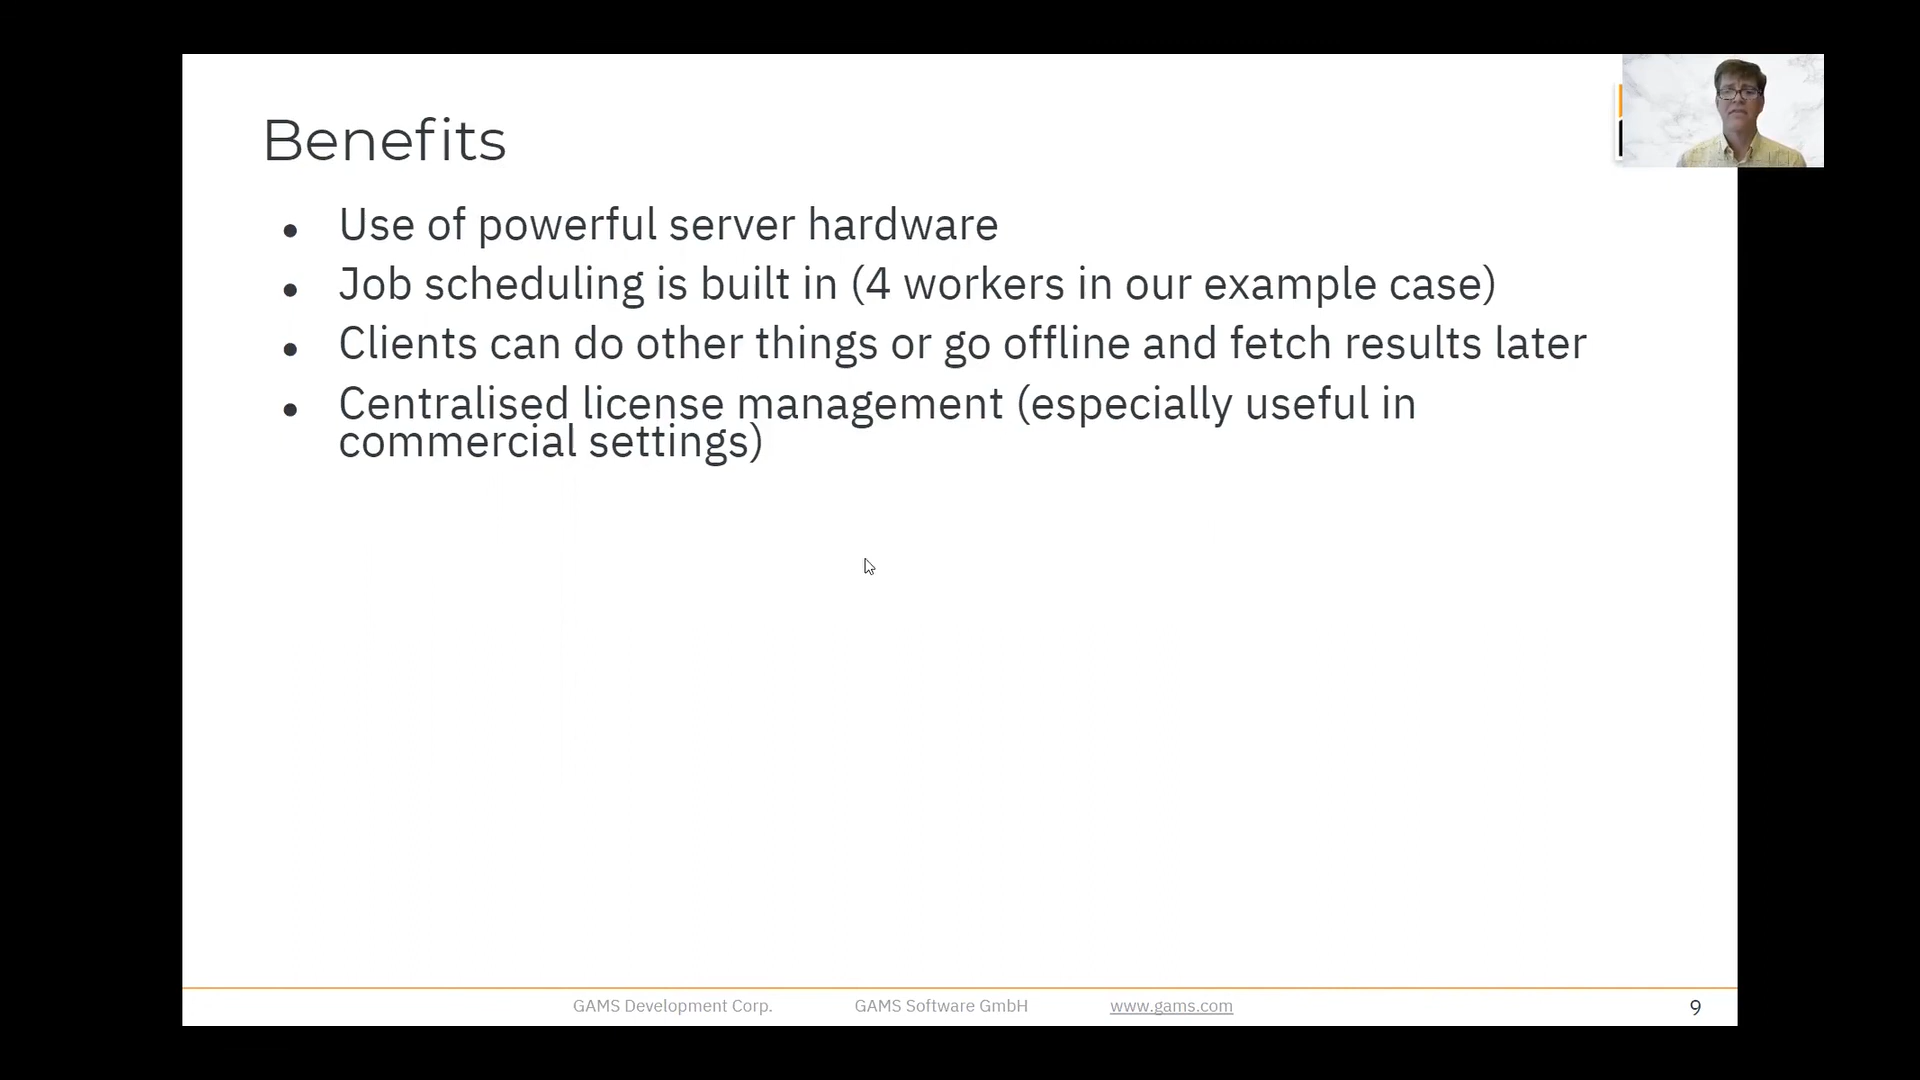 Benefits
● Use of powerful server hardware
● Job scheduling is built in (4 workers in our example case)
● Clients can do other things or go offline and fetch results later
● Centralised license management (especially useful in
commercial settings)
GAMS Development Corp. GAMS Software GmbH www.gams.com 9